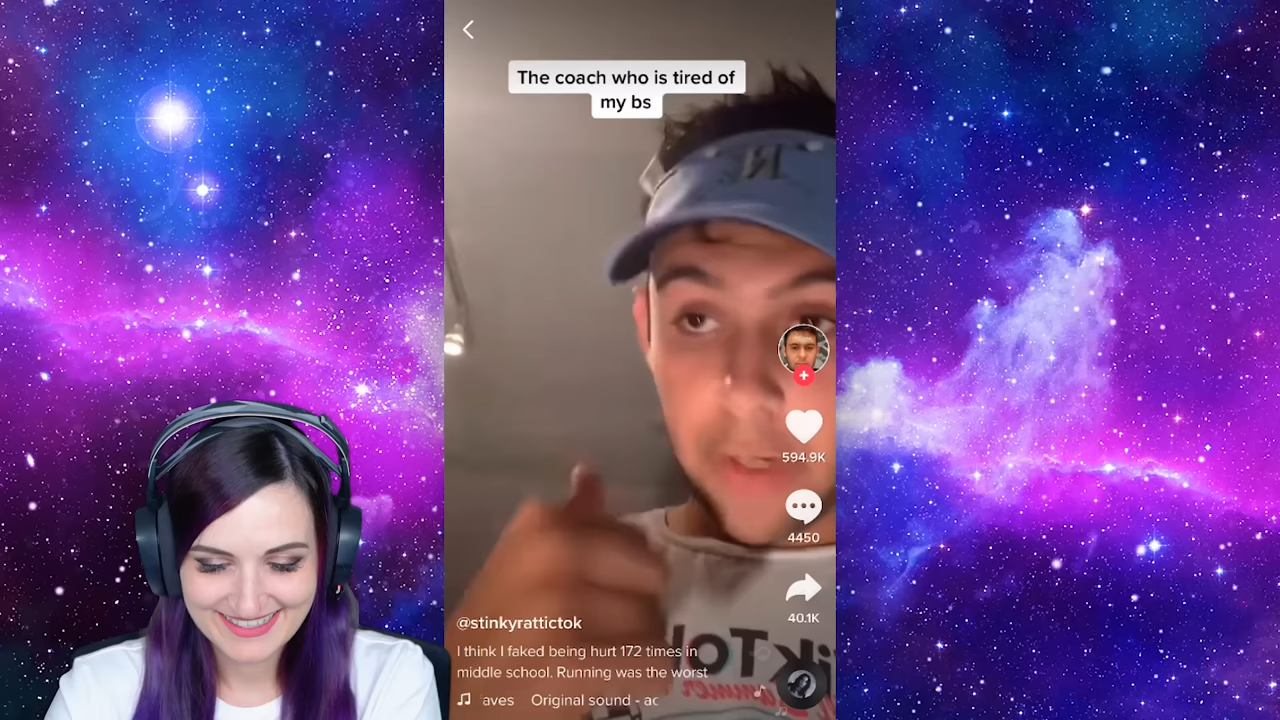 The coach who is tired of
my bs
594.9K
4450
40.1K
@stinkyrattictok
I think I faked being hurt 172 times in
middle school. Running was the worst
aves Original sound - ac